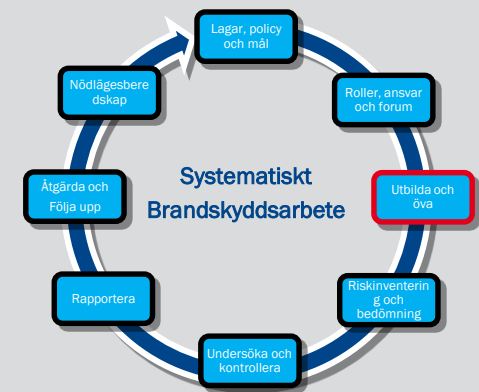 Lagar, policy
och mål
Roller, ansvar
och forum
Utbilda och
öva
Riskinventerin
g och
bedömning
Undersöka och
kontrollera
Rapportera
Åtgärda och
Följa upp
Nödlägesbere
dskap
Systematiskt
Brandskyddsarbete